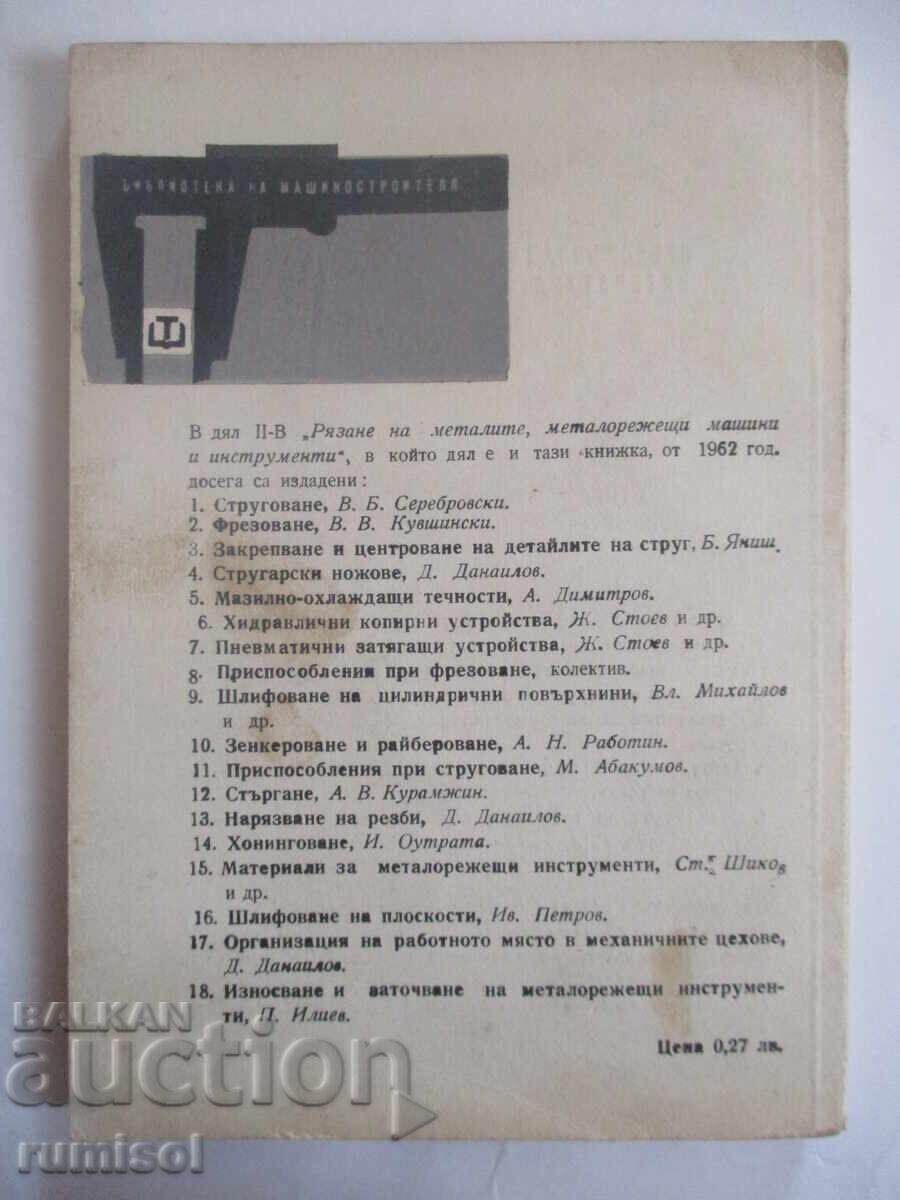 БИБЛИОТЕКА НА МАШИНОСТРОИТЕЛЯ
Т
В дял II-В „Рязане на металите, металорежещи машини
и инструменти“, в който дял е и тази книжка, от 1962 год.
досега са издадени:
1. Струговане, В. Б. Серебровски.
2. Фрезоване, В. В. Кувшински.
3. Закрепване и центроване на детайлите на струг, Б. Яниш.
4. Стругарски ножове, Д. Данаилов.
5. Мазилно-охлаждащи течности, А. Димитров.
6. Хидравлични копирни устройства, Ж. Стоев и др.
7. Пневматични затягащи устройства, Ж. Стоев и др.
8. Приспособления при фрезоване, колектив.
9. Шлифоване на цилиндрични повърхнини, Вл. Михайлов
и др.
10. Зенкероване и райбероване, А. Н. Работин.
11. Приспособления при струговане, М. Абакумов.
12. Стъргане, А. В. Курамжин.
13. Нарязване на резби, Д. Данаилов.
14. Хонинговане, И. Оутрата.
15. Материали за металорежещи инструменти, Ст. Шиков
и др.
16. Шлифоване на плоскости, Ив. Петров.
17. Организация на работното място в механичните цехове,
Д. Данаилов.
18. Износване и заточване на металорежещи инструмен-
ти, П. Илиев.
Цена 0,27 лв.
BALKAN
auction
rumisol